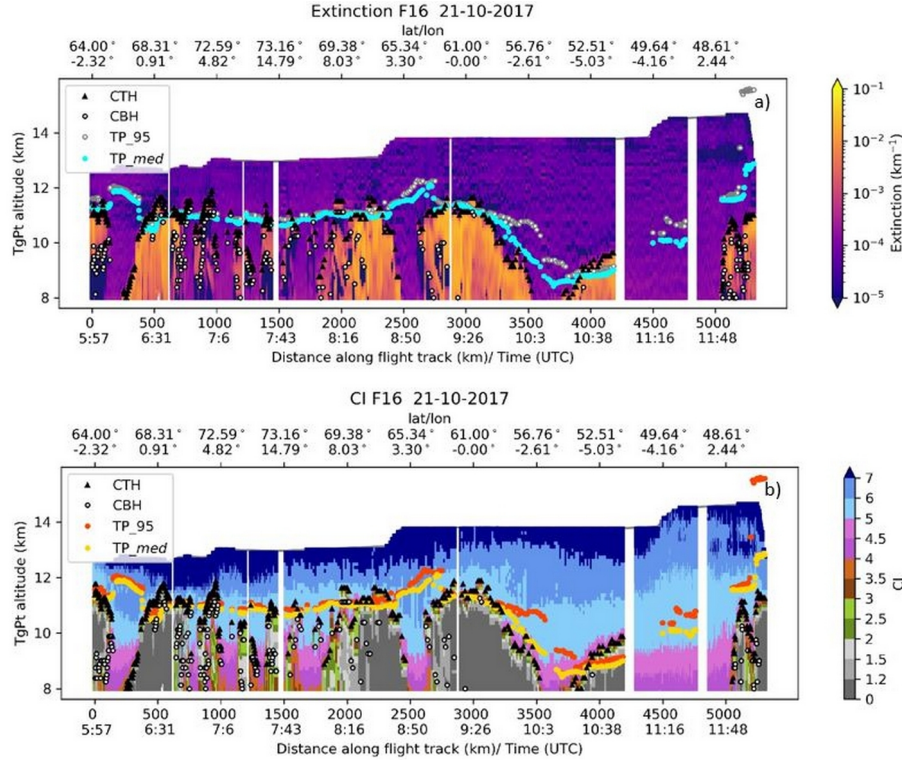 Extinction F16 21-10-2017
lat/lon
64.00° 68.31° 72.59° 73.16° 69.38° 65.34° 61.00° 56.76° 52.51° 49.64° 48.61°
-2.32° 0.91° 4.82° 14.79° 8.03° 3.30° -0.00° -2.61° -5.03° -4.16° 2.44°
a)
CTH
CBH
TP_95
TP_med
TgPt altitude (km)
14
12
10
8
10⁻¹
10⁻²
10⁻³
10⁻⁴
10⁻⁵
Extinction (km⁻¹)
0 500 1000 1500 2000 2500 3000 3500 4000 4500 5000
5:57 6:31 7:6 7:43 8:16 8:50 9:26 10:3 10:38 11:16 11:48
Distance along flight track (km)/ Time (UTC)
CI F16 21-10-2017
lat/lon
64.00° 68.31° 72.59° 73.16° 69.38° 65.34° 61.00° 56.76° 52.51° 49.64° 48.61°
-2.32° 0.91° 4.82° 14.79° 8.03° 3.30° -0.00° -2.61° -5.03° -4.16° 2.44°
b)
CTH
CBH
TP_95
TP_med
TgPt altitude (km)
14
12
10
8
7
6
5
4.5
4
3.5
3
2.5
2
1.5
1.2
0
CI
0 500 1000 1500 2000 2500 3000 3500 4000 4500 5000
5:57 6:31 7:6 7:43 8:16 8:50 9:26 10:3 10:38 11:16 11:48
Distance along flight track (km)/ Time (UTC)